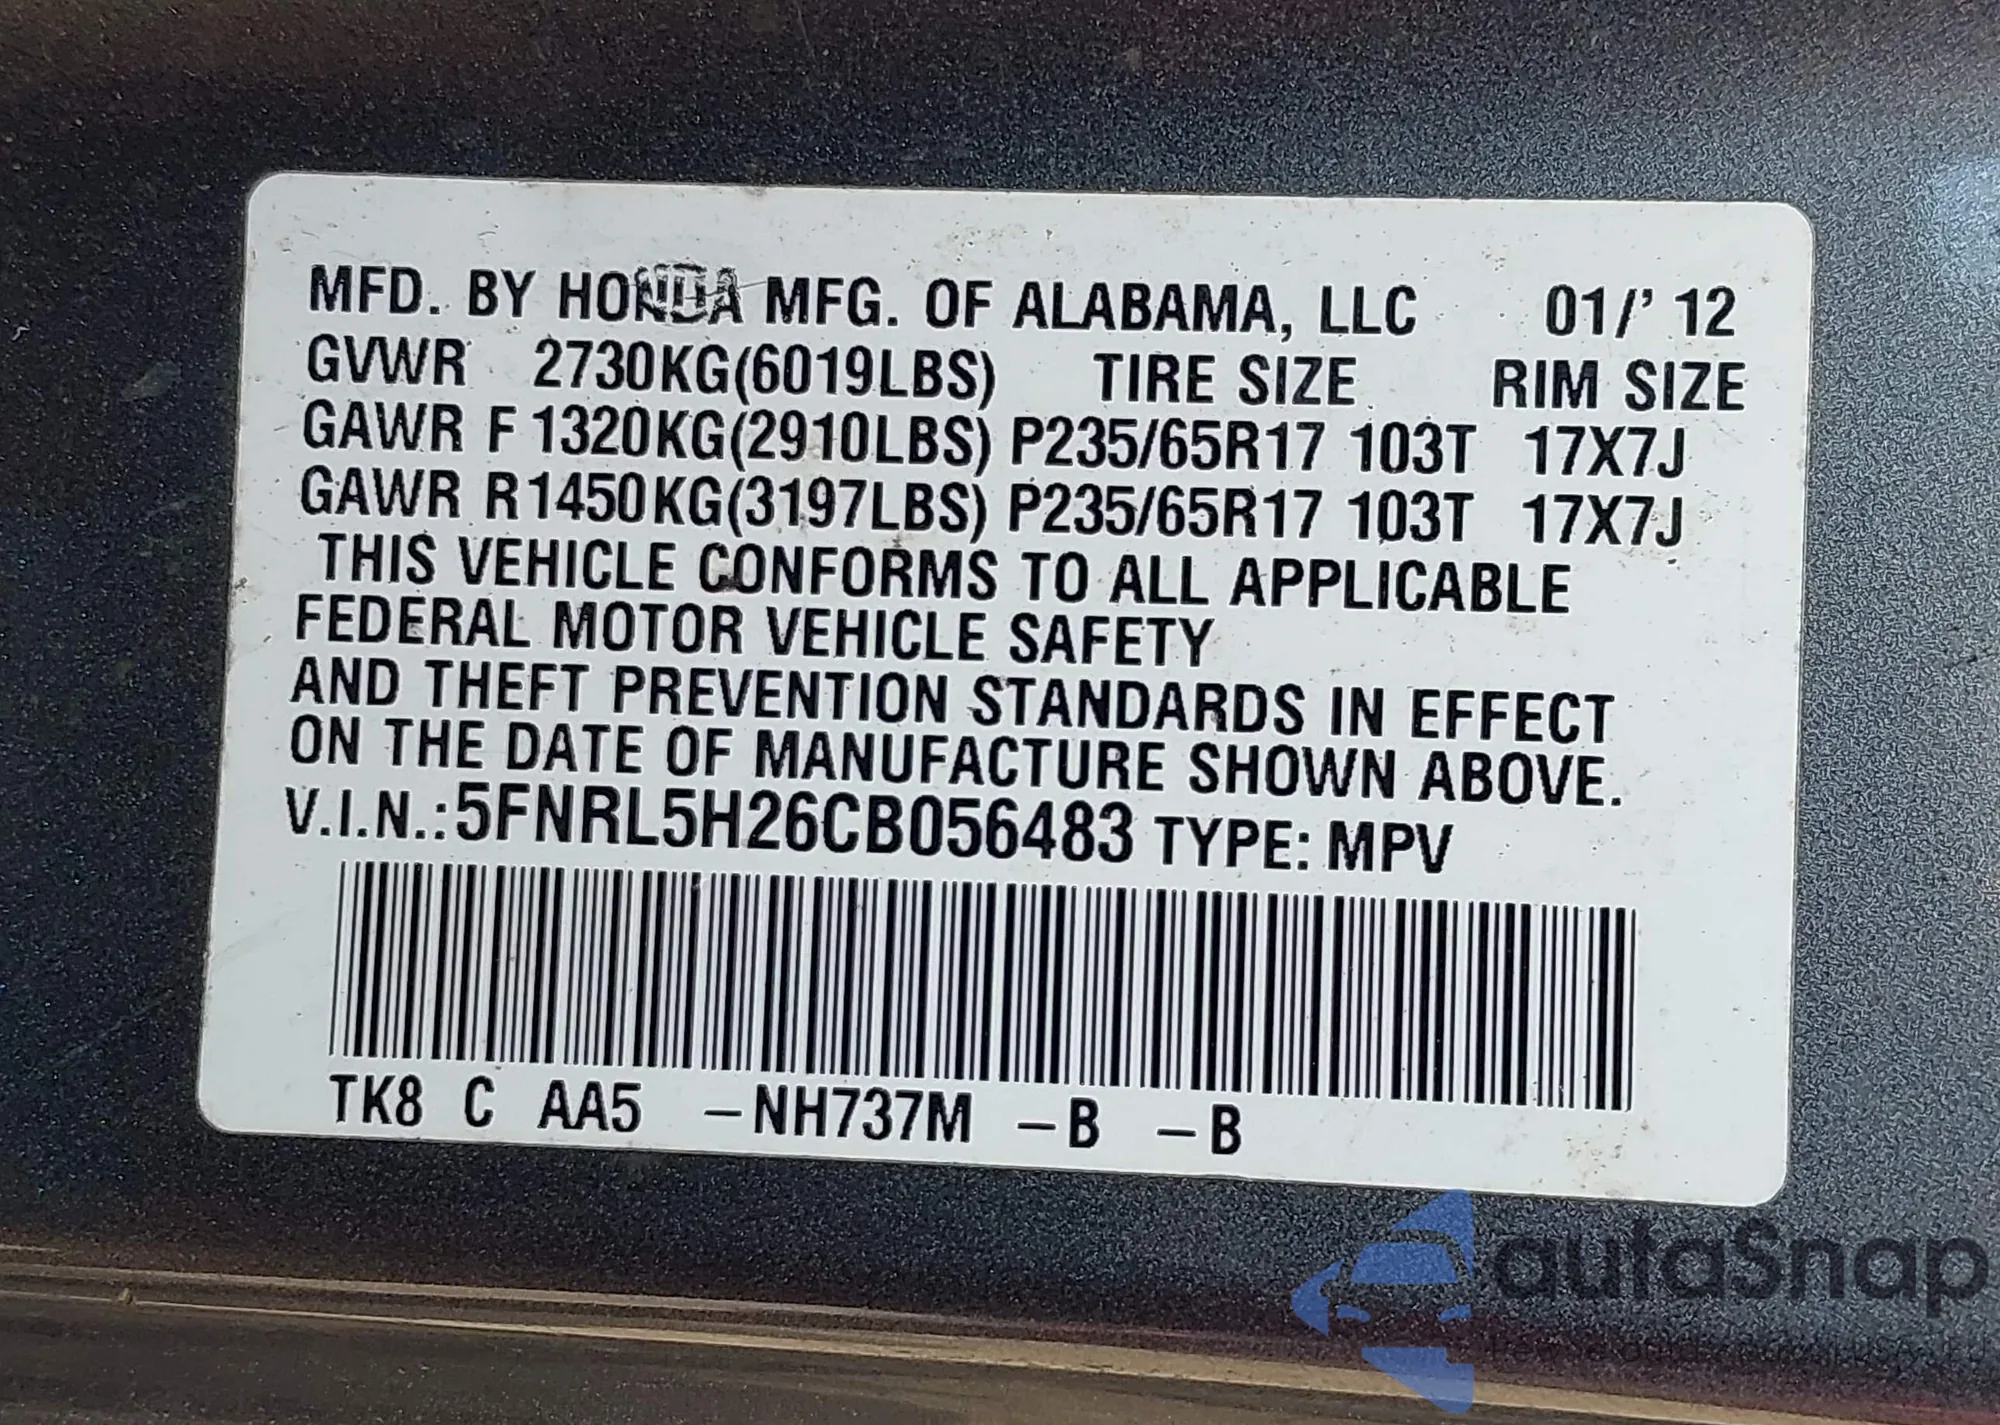 MFD. BY HONDA MFG. OF ALABAMA, LLC 01/'12
GVWR 2730KG(6019LBS) TIRE SIZE RIM SIZE
GAWR F 1320KG(2910LBS) P235/65R17 103T 17X7J
GAWR R1450KG(3197LBS) P235/65R17 103T 17X7J
THIS VEHICLE CONFORMS TO ALL APPLICABLE
FEDERAL MOTOR VEHICLE SAFETY
AND THEFT PREVENTION STANDARDS IN EFFECT
ON THE DATE OF MANUFACTURE SHOWN ABOVE.
V.I.N.:5FNRL5H26CB056483 TYPE: MPV
TK8 C AA5 –NH737M –B –B
autaSnap